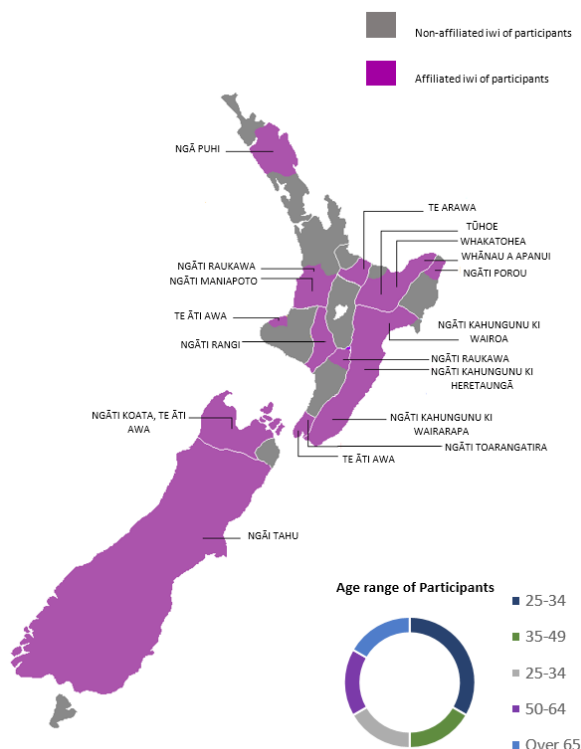 Non-affiliated iwi of participants
Affiliated iwi of participants
NGĀ PUHI
TE ARAWA
TŪHOE
WHAKATOHEA
WHĀNAU A APANUI
NGĀTI POROU
NGĀTI RAUKAWA
NGĀTI MANIAPOTO
TE ĀTI AWA
NGĀTI RANGI
NGĀTI KAHUNGUNU KI
WAIROA
NGĀTI RAUKAWA
NGĀTI KAHUNGUNU KI
HERETAUNGĀ
NGĀTI KOATA, TE ĀTI
AWA
NGĀTI KAHUNGUNU KI
WAIRARAPA
NGĀTI TOARANGATIRA
TE ĀTI AWA
NGĀI TAHU
Age range of Participants
25-34
35-49
25-34
50-64
Over 65